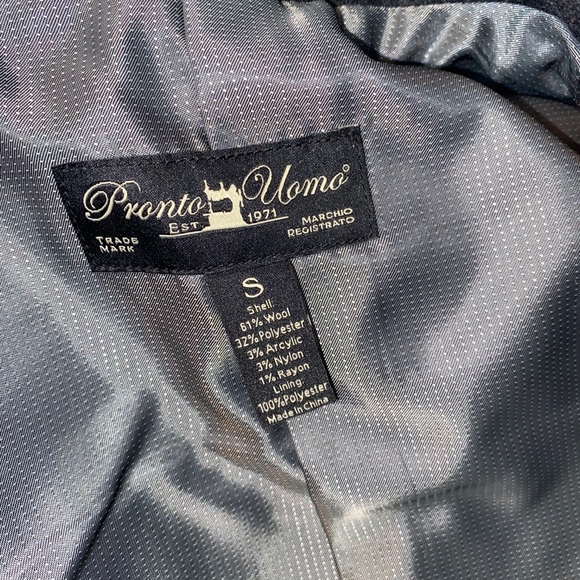 Pronto Uomo®
EST 1971
TRADE
MARK
MARCHIO
REGISTRATO
S
Shell:
61% Wool
32% Polyester
3% Arcylic
3% Nylon
1% Rayon
Lining:
100%Polyester
Made In China